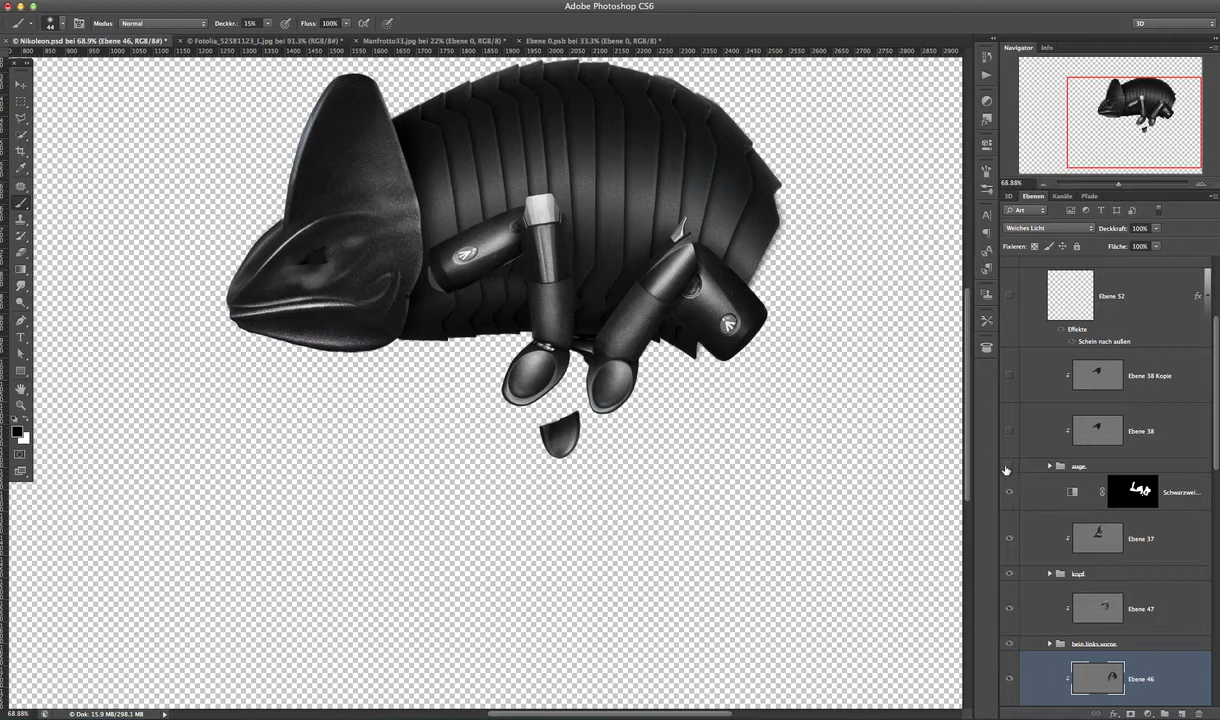 Adobe Photoshop CS6
44 Modus: Normal Deckkr.: 15% Fluss: 100% 3D
© Nikoleon.psd bei 68.9% (Ebene 46, RGB/8#) * © Fotolia_52581123_L.jpg bei 91.3% (RGB/8*) * Manfrotto33.jpg bei 22% (Ebene 0, RGB/8*) * Ebene 0.psb bei 33.3% (Ebene 0, RGB/8*) *
Navigator Info
68.88%
3D Ebenen Kanäle Pfade
Art
Weiches Licht Deckkraft: 100%
Fixieren: Fläche: 100%
Ebene 52 fx
Effekte
Schein nach außen
Ebene 38 Kopie
Ebene 38
auge.
Schwarzwei...
Ebene 37
kopf.
Ebene 47
bein links vorne
Ebene 46
68.88% Dok: 15.9 MB/298.1 MB